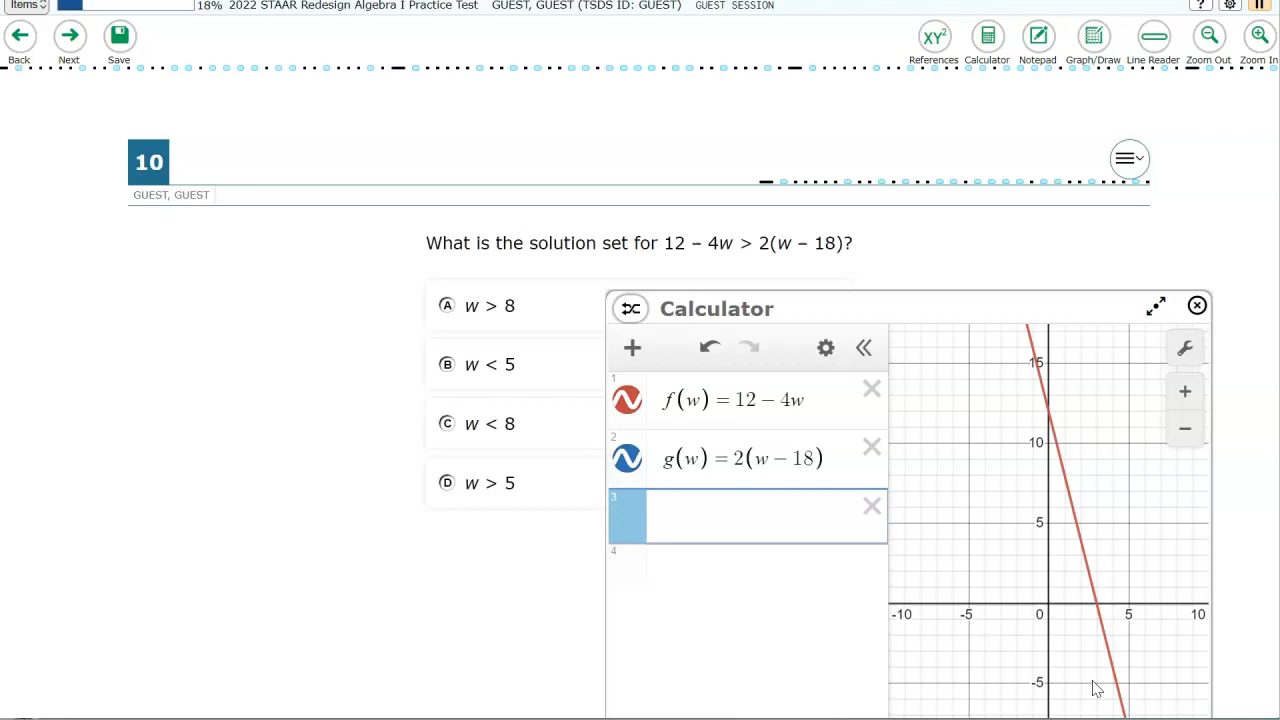 Items
18% 2022 STAAR Redesign Algebra I Practice Test GUEST, GUEST (TSDS ID: GUEST) GUEST SESSION
?
Back Next Save
XY²
References Calculator Notepad Graph/Draw Line Reader Zoom Out Zoom In
10
GUEST, GUEST
What is the solution set for 12 – 4w > 2(w – 18)?
A w > 8
B w < 5
C w < 8
D w > 5
Calculator
1
f(w) = 12 − 4w
2
g(w) = 2(w − 18)
3
4
15
10
5
-10 -5 0 5 10
-5